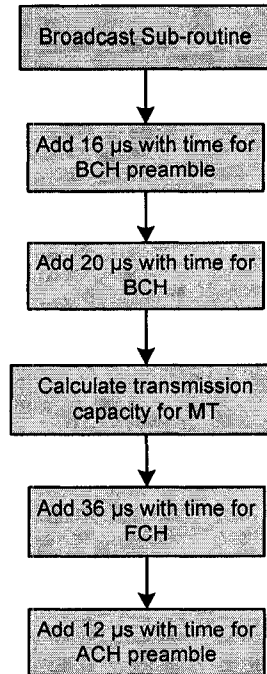 Broadcast Sub-routine
Add 16 µs with time for
BCH preamble
Add 20 µs with time for
BCH
Calculate transmission
capacity for MT
Add 36 µs with time for
FCH
Add 12 µs with time for
ACH preamble